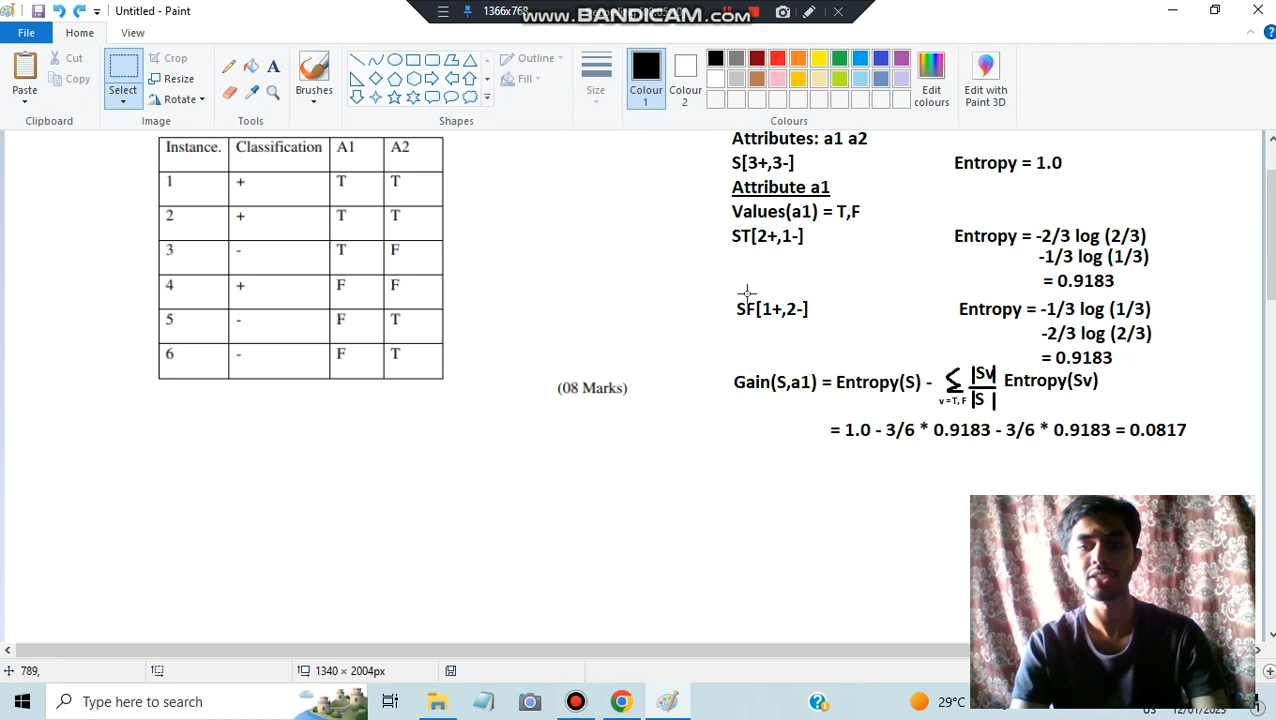 Untitled - Paint
1366x768
www.BANDICAM.com
File
Home
View
Paste
Cut
Copy
Clipboard
Select
Crop
Resize
Rotate
Image
Tools
Brushes
Shapes
Outline
Fill
Size
Colour 1
Colour 2
Colours
Edit colours
Edit with Paint 3D
Instance. Classification A1 A2
1 + T T
2 + T T
3 - T F
4 + F F
5 - F T
6 - F T
(08 Marks)
Attributes: a1 a2
S[3+,3-] Entropy = 1.0
Attribute a1
Values(a1) = T,F
ST[2+,1-] Entropy = -2/3 log (2/3)
-1/3 log (1/3)
= 0.9183
SF[1+,2-] Entropy = -1/3 log (1/3)
-2/3 log (2/3)
= 0.9183
Gain(S,a1) = Entropy(S) - Σ |Sv| Entropy(Sv)
v = T, F |S |
= 1.0 - 3/6 * 0.9183 - 3/6 * 0.9183 = 0.0817
789,
1340 × 2004px
Type here to search
29°C
12/01/2023